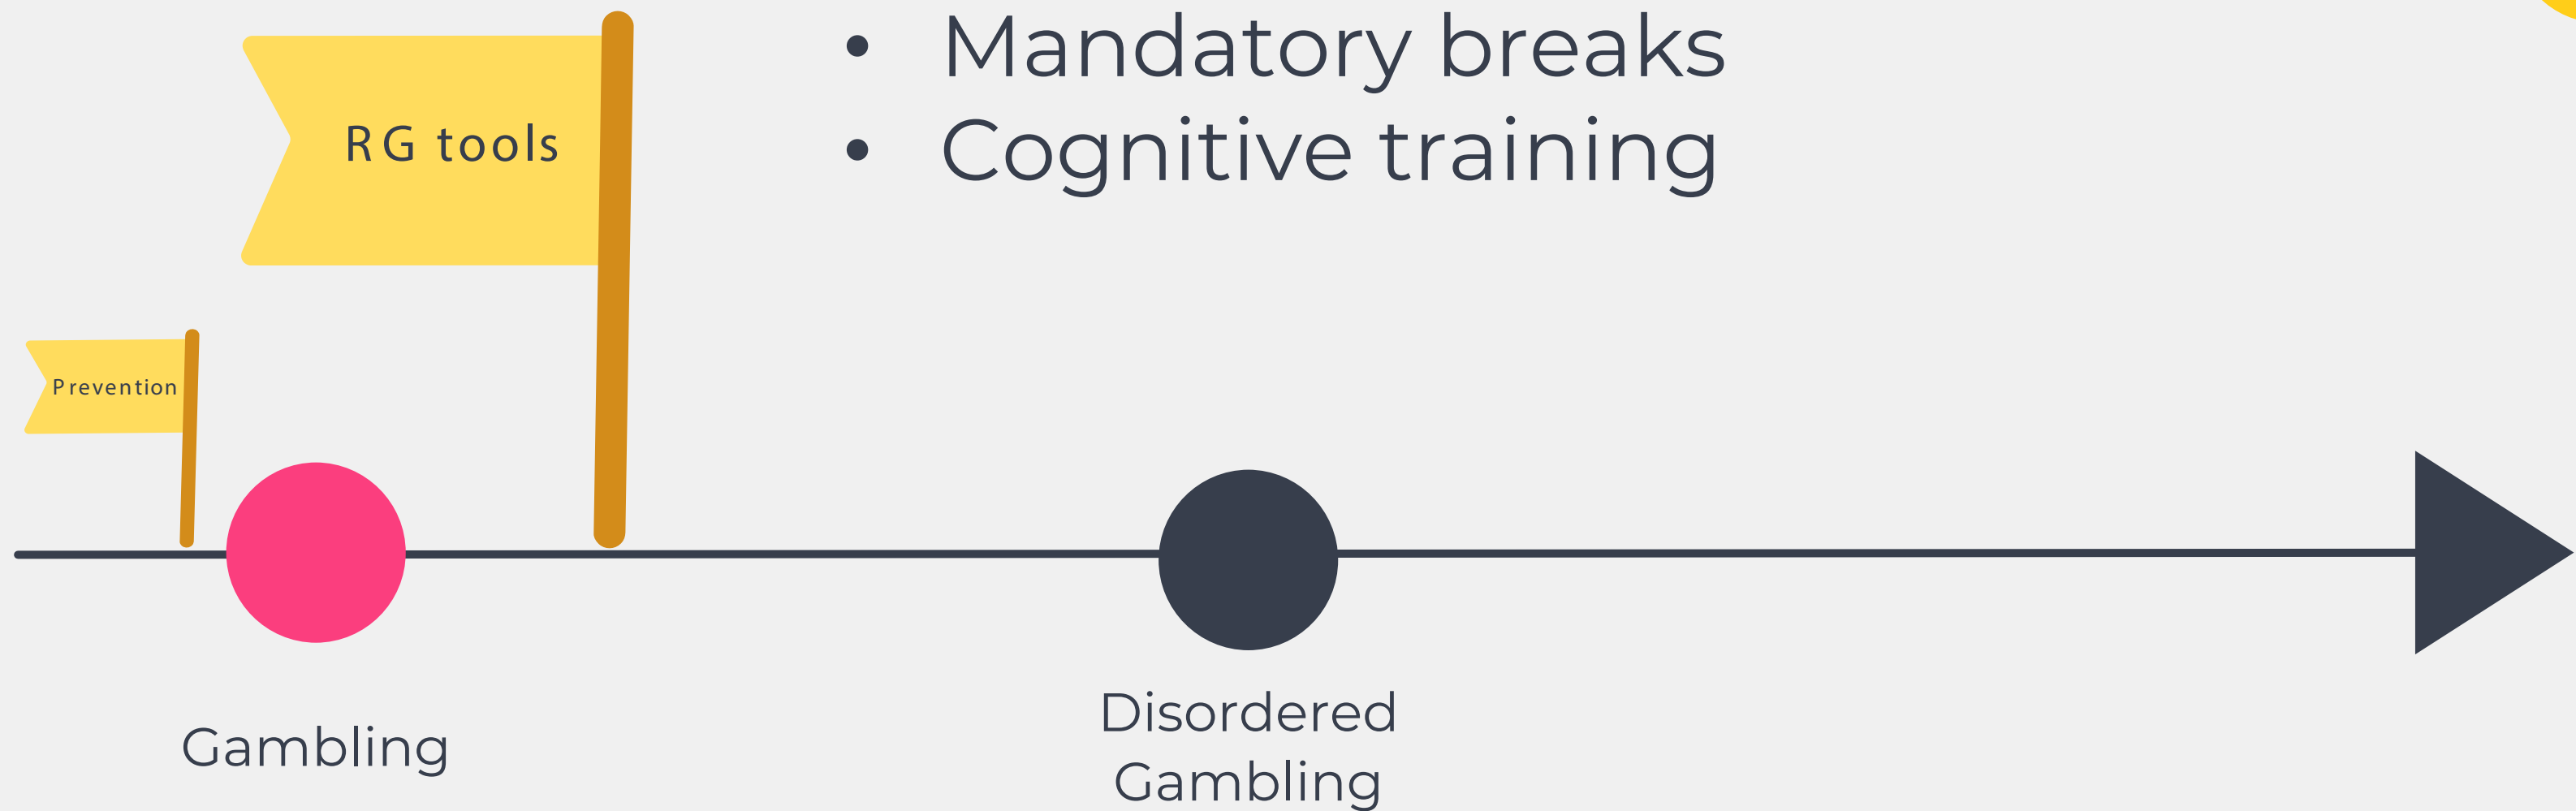 • Mandatory breaks
• Cognitive training
RG tools
Prevention
Gambling
Disordered
Gambling